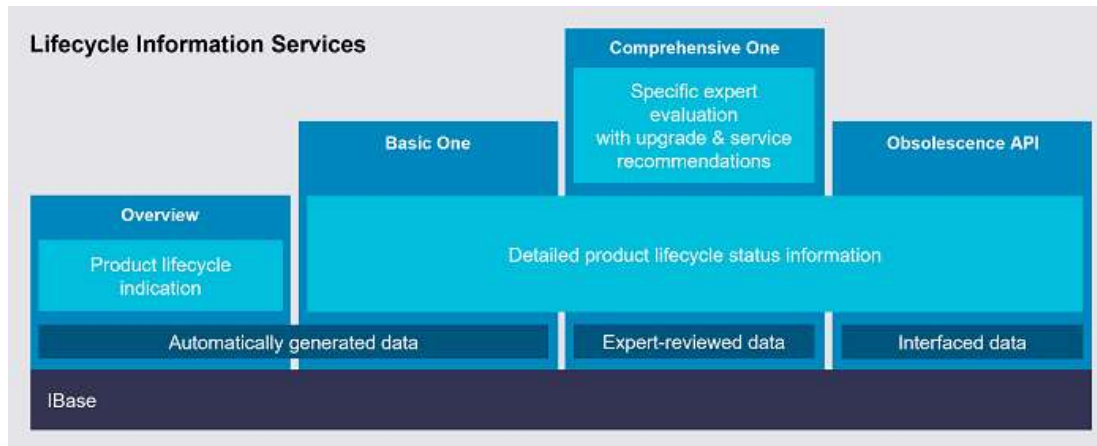 Lifecycle Information Services
Comprehensive One
Specific expert
evaluation
with upgrade & service
recommendations
Basic One
Obsolescence API
Overview
Product lifecycle
indication
Detailed product lifecycle status information
Automatically generated data
Expert-reviewed data
Interfaced data
IBase